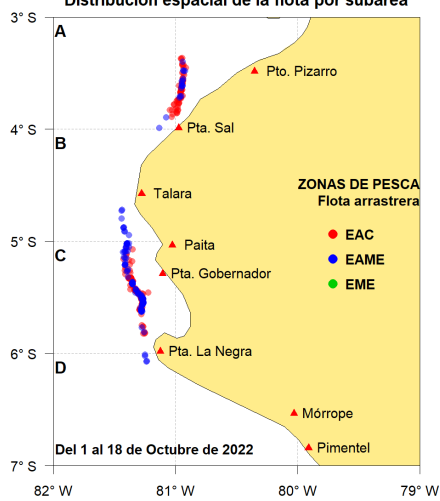 Distribución espacial de la flota por subárea
3° S
A
Pto. Pizarro
4° S
Pta. Sal
B
Talara
ZONAS DE PESCA
Flota arrastrera
EAC
5° S
Paita
C
EAME
Pta. Gobernador
EME
6° S
Pta. La Negra
D
Mórrope
Del 1 al 18 de Octubre de 2022
Pimentel
7° S
82° W
81° W
80° W
79° W